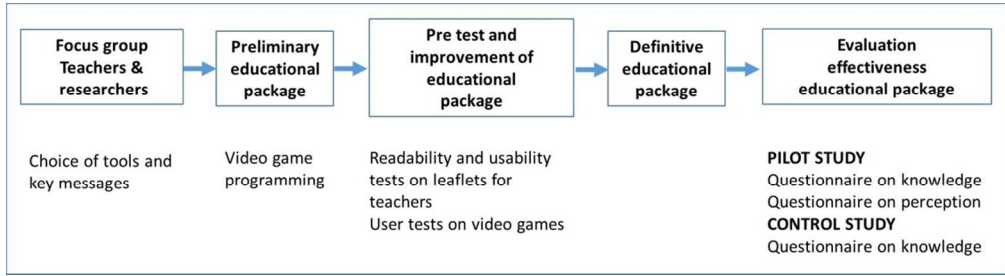 Focus group
Teachers &
researchers
Preliminary
educational
package
Pre test and
improvement of
educational
package
Definitive
educational
package
Evaluation
effectiveness
educational package
Choice of tools and
key messages
Video game
programming
Readability and usability
tests on leaflets for
teachers
User tests on video games
PILOT STUDY
Questionnaire on knowledge
Questionnaire on perception
CONTROL STUDY
Questionnaire on knowledge